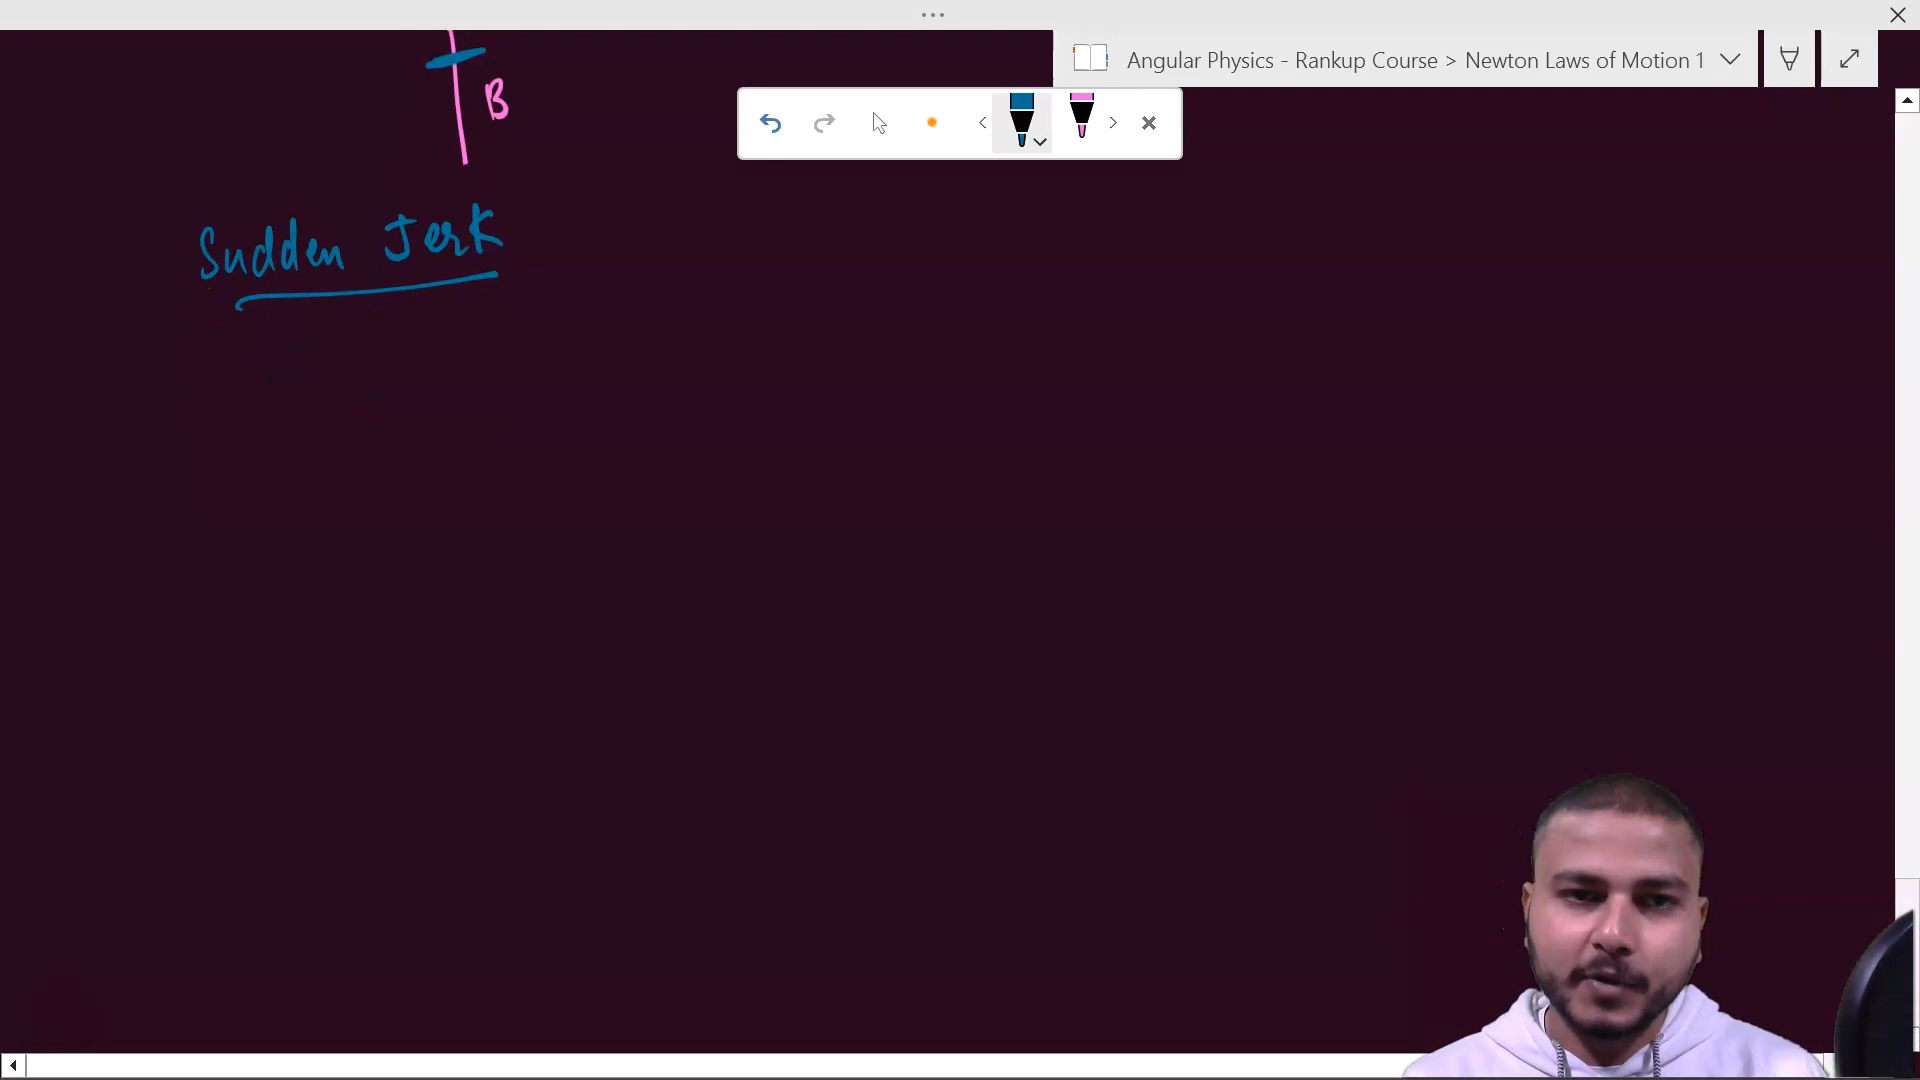 Angular Physics - Rankup Course > Newton Laws of Motion 1
B
Sudden Jerk